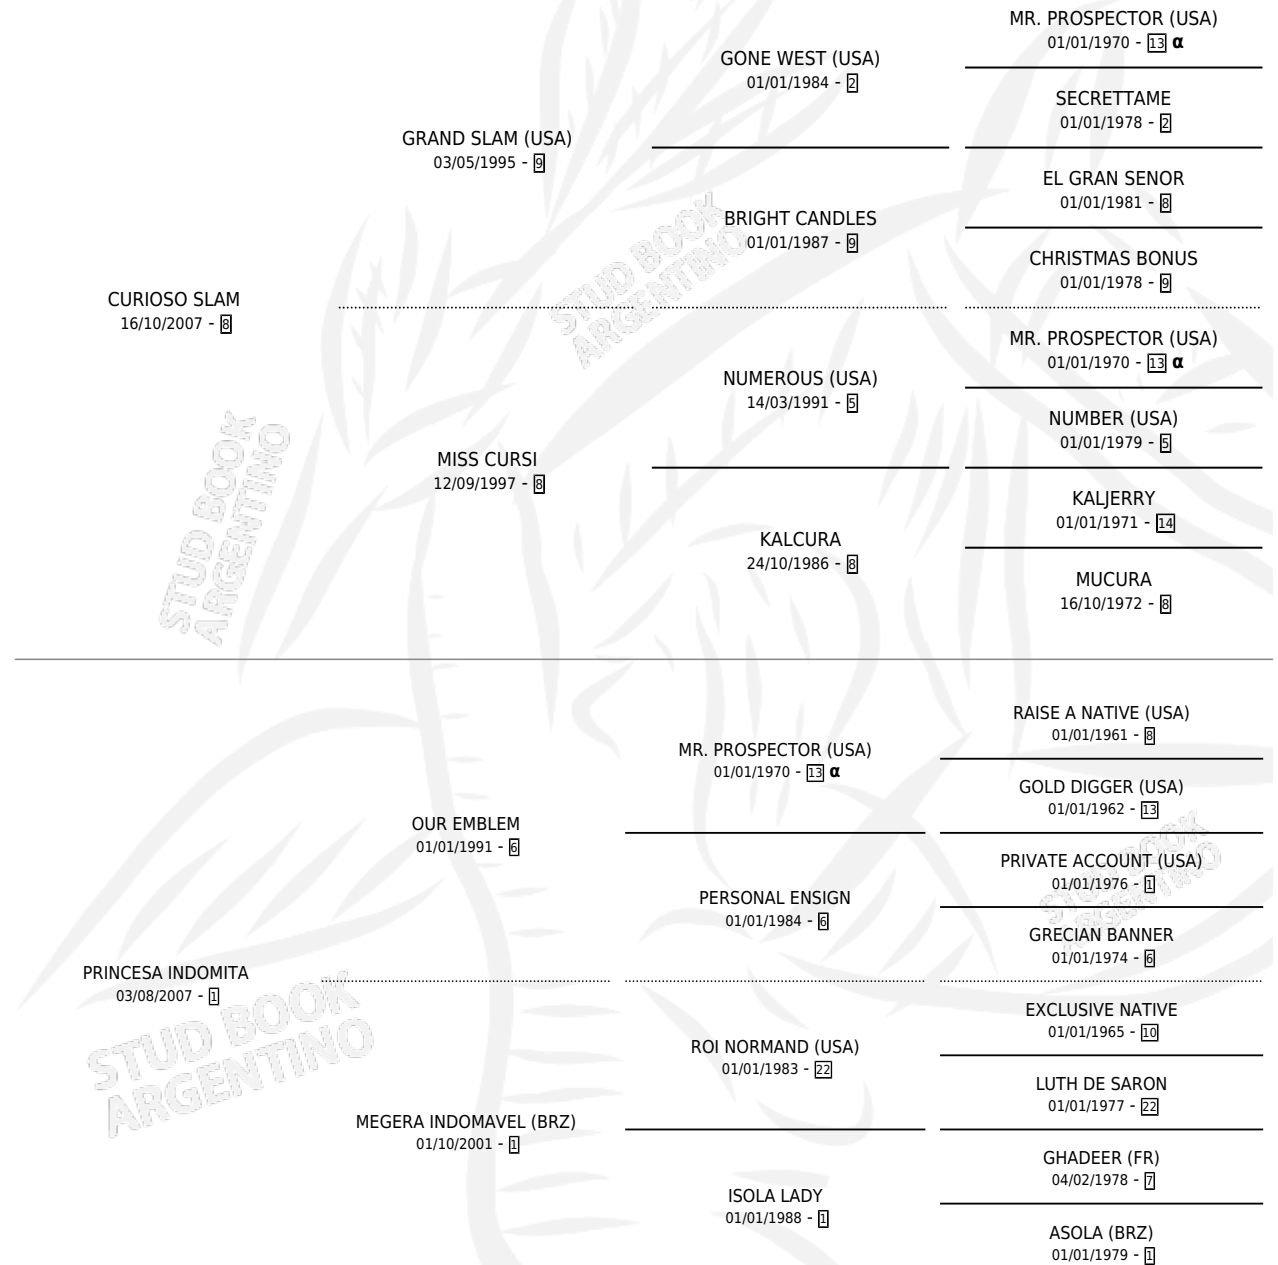 MR. PROSPECTOR (USA)
01/01/1970 - 13 α
GONE WEST (USA)
01/01/1984 - 2
SECRETTAME
01/01/1978 - 2
GRAND SLAM (USA)
03/05/1995 - 9
EL GRAN SENOR
01/01/1981 - 8
BRIGHT CANDLES
01/01/1987 - 9
CHRISTMAS BONUS
01/01/1978 - 9
CURIOSO SLAM
16/10/2007 - 8
MR. PROSPECTOR (USA)
01/01/1970 - 13 α
NUMEROUS (USA)
14/03/1991 - 5
NUMBER (USA)
01/01/1979 - 5
MISS CURSI
12/09/1997 - 8
KALJERRY
01/01/1971 - 14
KALCURA
24/10/1986 - 8
MUCURA
16/10/1972 - 8
STUD BOOK
ARGENTINO
STUD BOOK
ARGENTINO
RAISE A NATIVE (USA)
01/01/1961 - 8
MR. PROSPECTOR (USA)
01/01/1970 - 13 α
GOLD DIGGER (USA)
01/01/1962 - 13
OUR EMBLEM
01/01/1991 - 6
PRIVATE ACCOUNT (USA)
01/01/1976 - 1
PERSONAL ENSIGN
01/01/1984 - 6
GRECIAN BANNER
01/01/1974 - 6
PRINCESA INDOMITA
03/08/2007 - 1
EXCLUSIVE NATIVE
01/01/1965 - 10
ROI NORMAND (USA)
01/01/1983 - 22
LUTH DE SARON
01/01/1977 - 22
MEGERA INDOMAVEL (BRZ)
01/10/2001 - 1
GHADEER (FR)
04/02/1978 - 7
ISOLA LADY
01/01/1988 - 1
ASOLA (BRZ)
01/01/1979 - 1
STUD BOOK
ARGENTINO
STUD BOOK
ARGENTINO